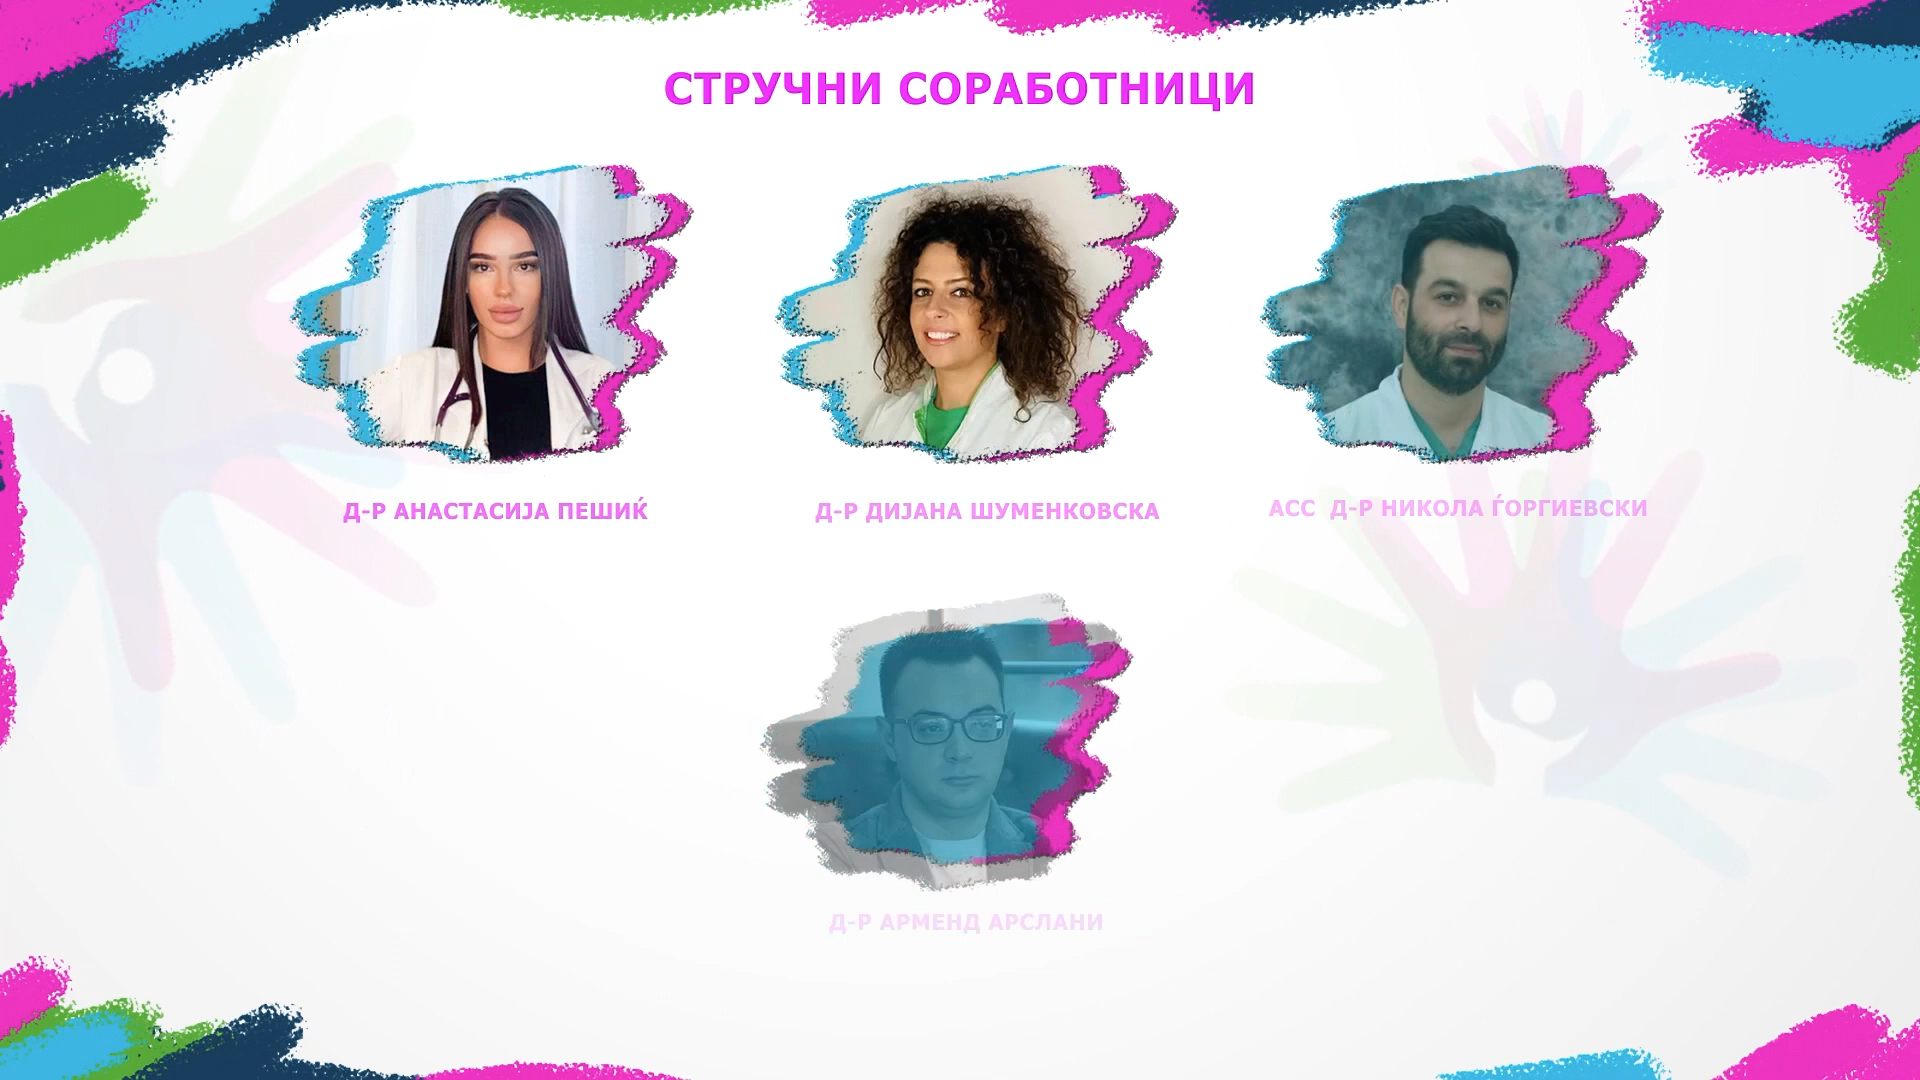 СТРУЧНИ СОРАБОТНИЦИ
Д-Р АНАСТАСИЈА ПЕШИЌ
Д-Р ДИЈАНА ШУМЕНКОВСКА
АСС Д-Р НИКОЛА ЃОРГИЕВСКИ
Д-Р АРМЕНД АРСЛАНИ